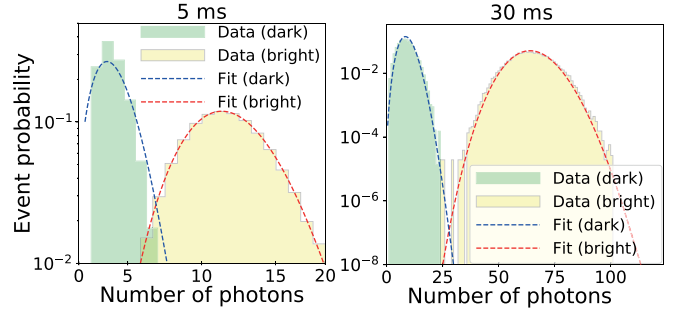 5 ms
30 ms
Event probability
Data (dark)
Data (bright)
Fit (dark)
Fit (bright)
10⁻¹
10⁻²
0
5
10
15
20
Number of photons
10⁻²
10⁻⁴
10⁻⁶
10⁻⁸
Data (dark)
Data (bright)
Fit (dark)
Fit (bright)
0
25
50
75
100
Number of photons